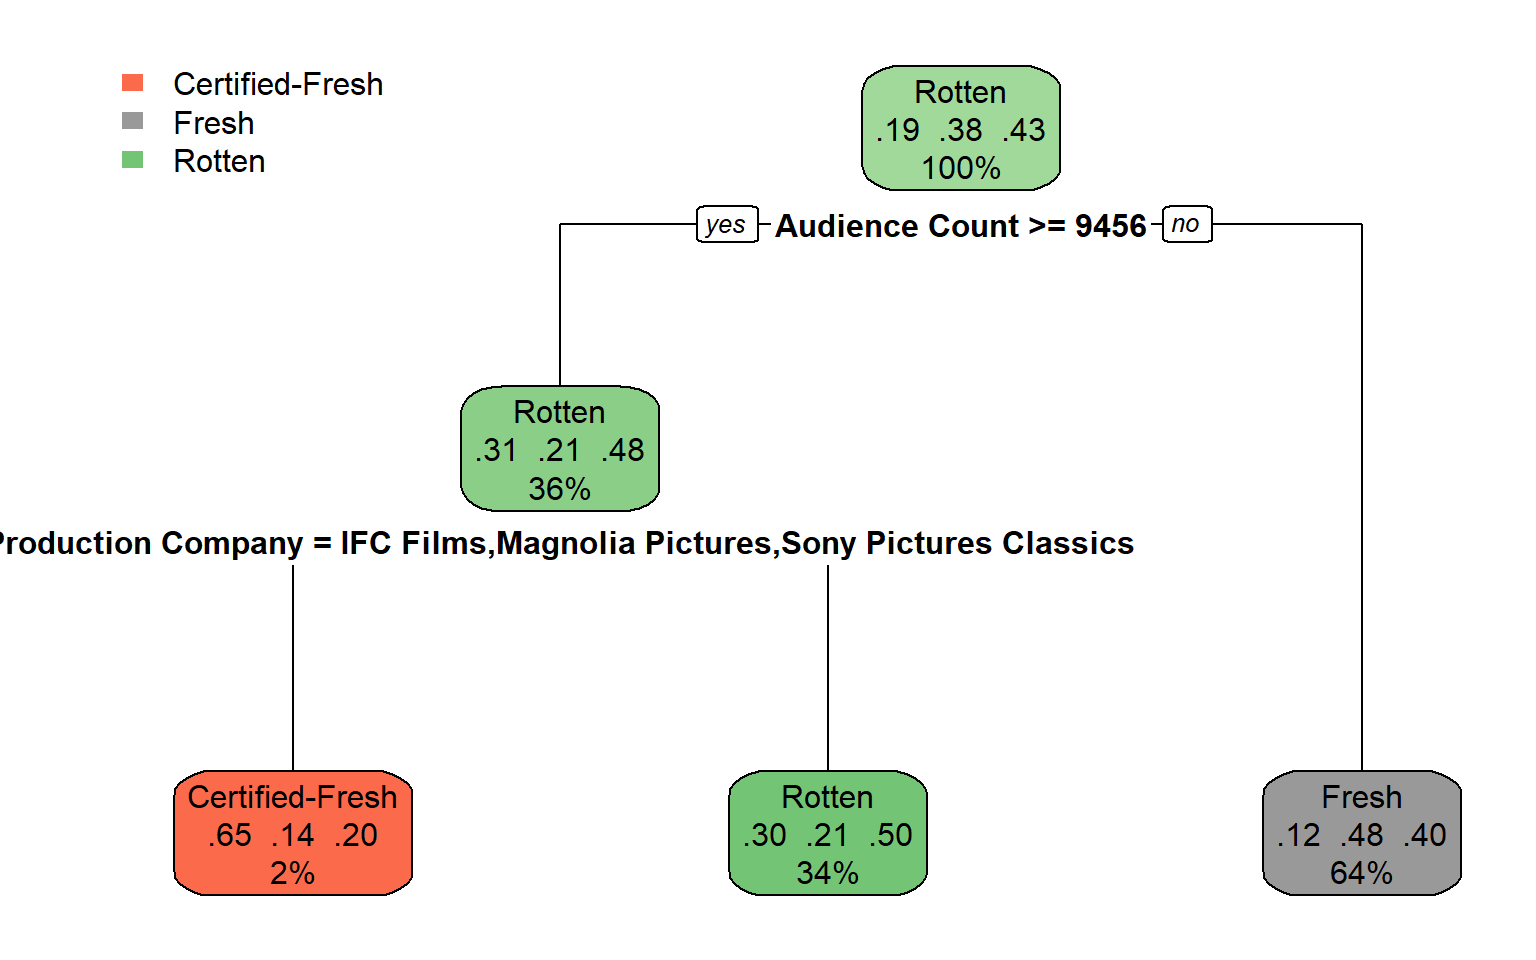 Certified-Fresh
Fresh
Rotten
Rotten
.19 .38 .43
100%
yes
Audience Count >= 9456
no
Rotten
.31 .21 .48
36%
Production Company = IFC Films,Magnolia Pictures,Sony Pictures Classics
Certified-Fresh
.65 .14 .20
2%
Rotten
.30 .21 .50
34%
Fresh
.12 .48 .40
64%